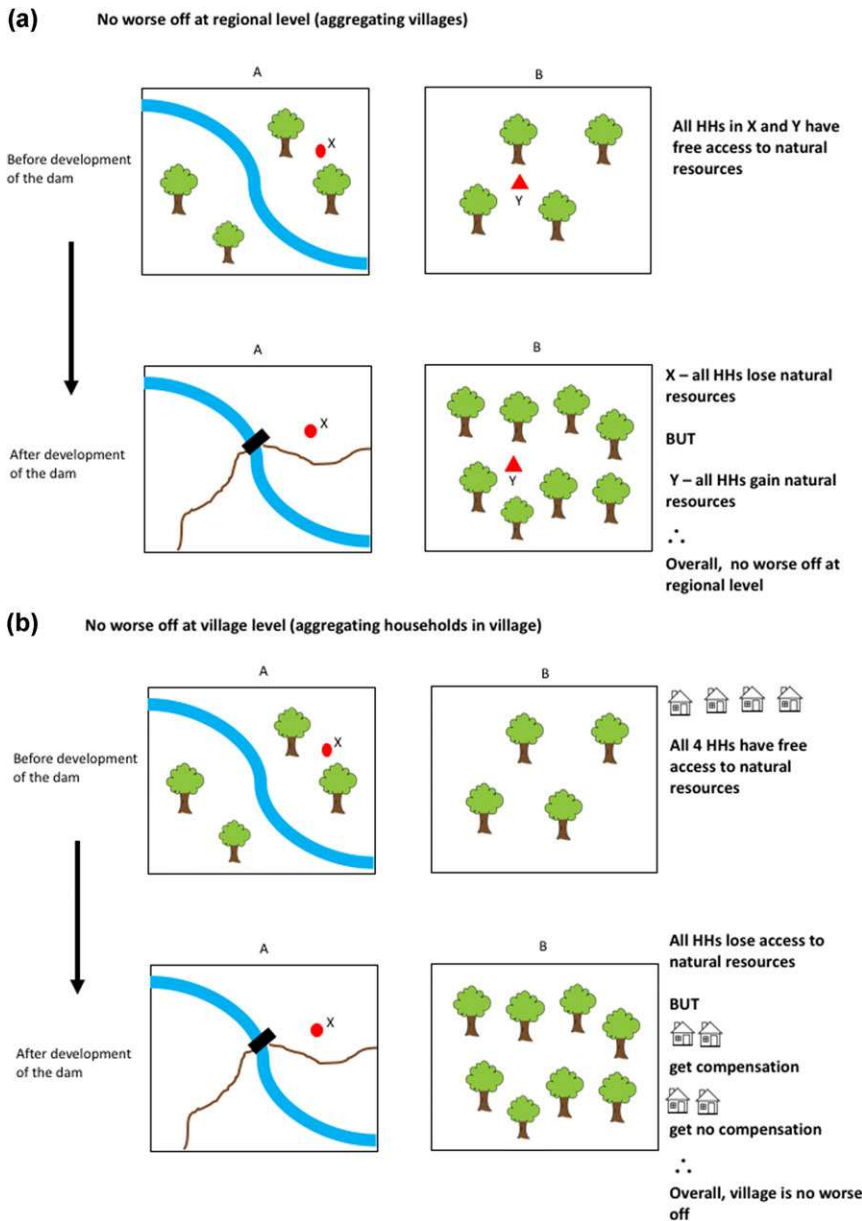 (a) No worse off at regional level (aggregating villages)
A
B
X
Y
Before development
of the dam
All HHs in X and Y have
free access to natural
resources
A
B
X
Y
After development
of the dam
X – all HHs lose natural
resources
BUT
Y – all HHs gain natural
resources
∴
Overall, no worse off at
regional level
(b) No worse off at village level (aggregating households in village)
A
B
X
Before development
of the dam
All 4 HHs have free
access to natural
resources
A
B
X
After development
of the dam
All HHs lose access to
natural resources
BUT
get compensation
get no compensation
∴
Overall, village is no worse
off